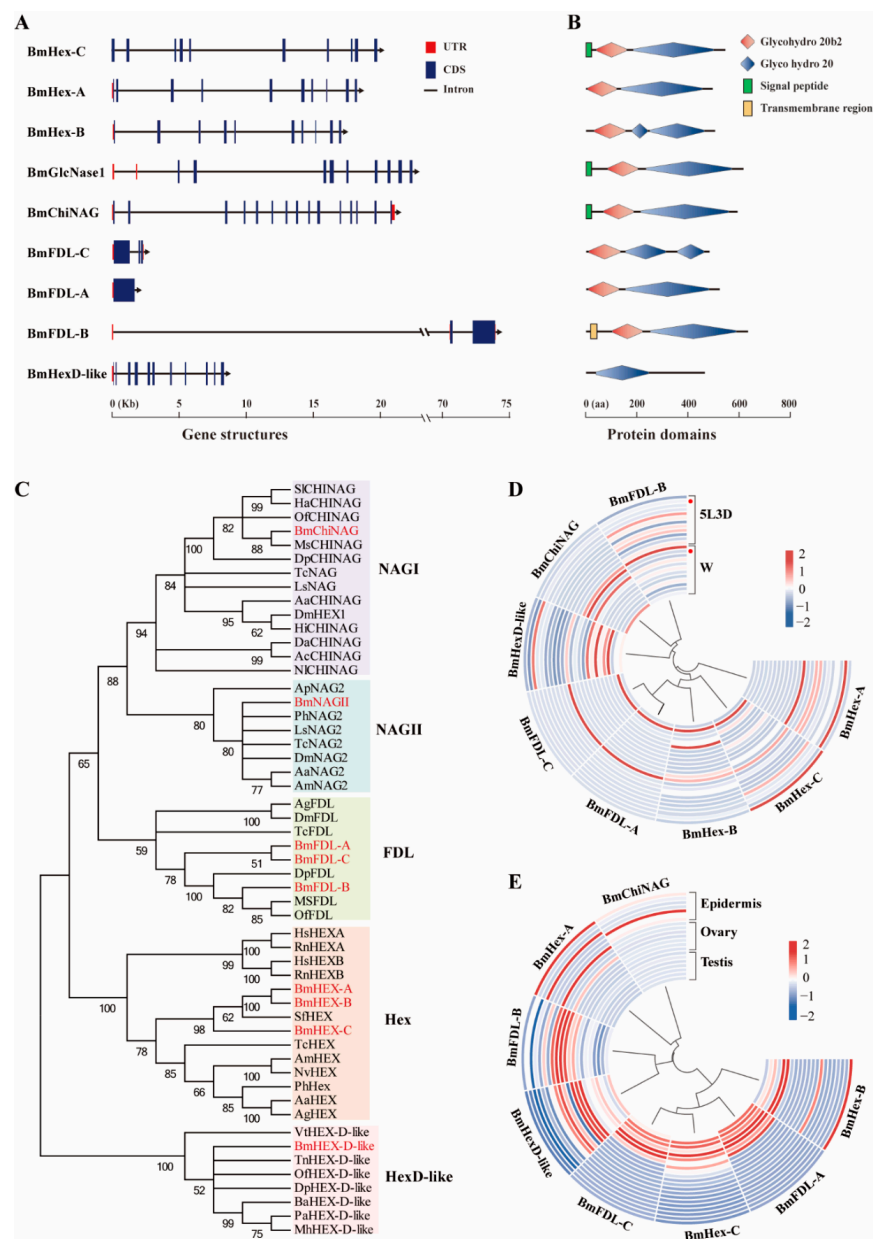 A
B
BmHex-C
BmHex-A
BmHex-B
BmGlcNase1
BmChiNAG
BmFDL-C
BmFDL-A
BmFDL-B
BmHexD-like
UTR
CDS
Intron
0 (Kb) 5 10 15 20 70 75
Gene structures
Glycohydro 20b2
Glyco hydro 20
Signal peptide
Transmembrane region
0 (aa) 200 400 600 800
Protein domains
C
SlCHINAG
HaCHINAG
OfCHINAG
BmChiNAG
MsCHINAG
DpCHINAG
TcNAG
LsNAG
AaCHINAG
DmHEX1
HiCHINAG
DaCHINAG
AcCHINAG
NlCHINAG
NAGI
ApNAG2
BmNAGII
PhNAG2
LsNAG2
TcNAG2
DmNAG2
AaNAG2
AmNAG2
NAGII
AgFDL
DmFDL
TcFDL
BmFDL-A
BmFDL-C
DpFDL
BmFDL-B
MSFDL
OfFDL
FDL
HsHEXA
RnHEXA
HsHEXB
RnHEXB
BmHEX-A
BmHEX-B
SfHEX
BmHEX-C
TcHEX
AmHEX
NvHEX
PhHex
AaHEX
AgHEX
Hex
VtHEX-D-like
BmHEX-D-like
TnHEX-D-like
OfHEX-D-like
DpHEX-D-like
BaHEX-D-like
PaHEX-D-like
MhHEX-D-like
HexD-like
99
82
88
100
84
95
62
94
99
88
80
80
77
65
100
59
51
78
100
82
85
100
99
100
100
100
62
98
78
85
66
100
85
100
100
52
99
75
D
BmFDL-B
BmChiNAG
BmHexD-like
BmFDL-C
BmFDL-A
BmHex-B
BmHex-C
BmHex-A
5L3D
W
2
1
0
−1
−2
E
BmChiNAG
BmHex-A
BmFDL-B
BmHexD-like
BmFDL-C
BmHex-C
BmFDL-A
BmHex-B
Epidermis
Ovary
Testis
2
1
0
−1
−2